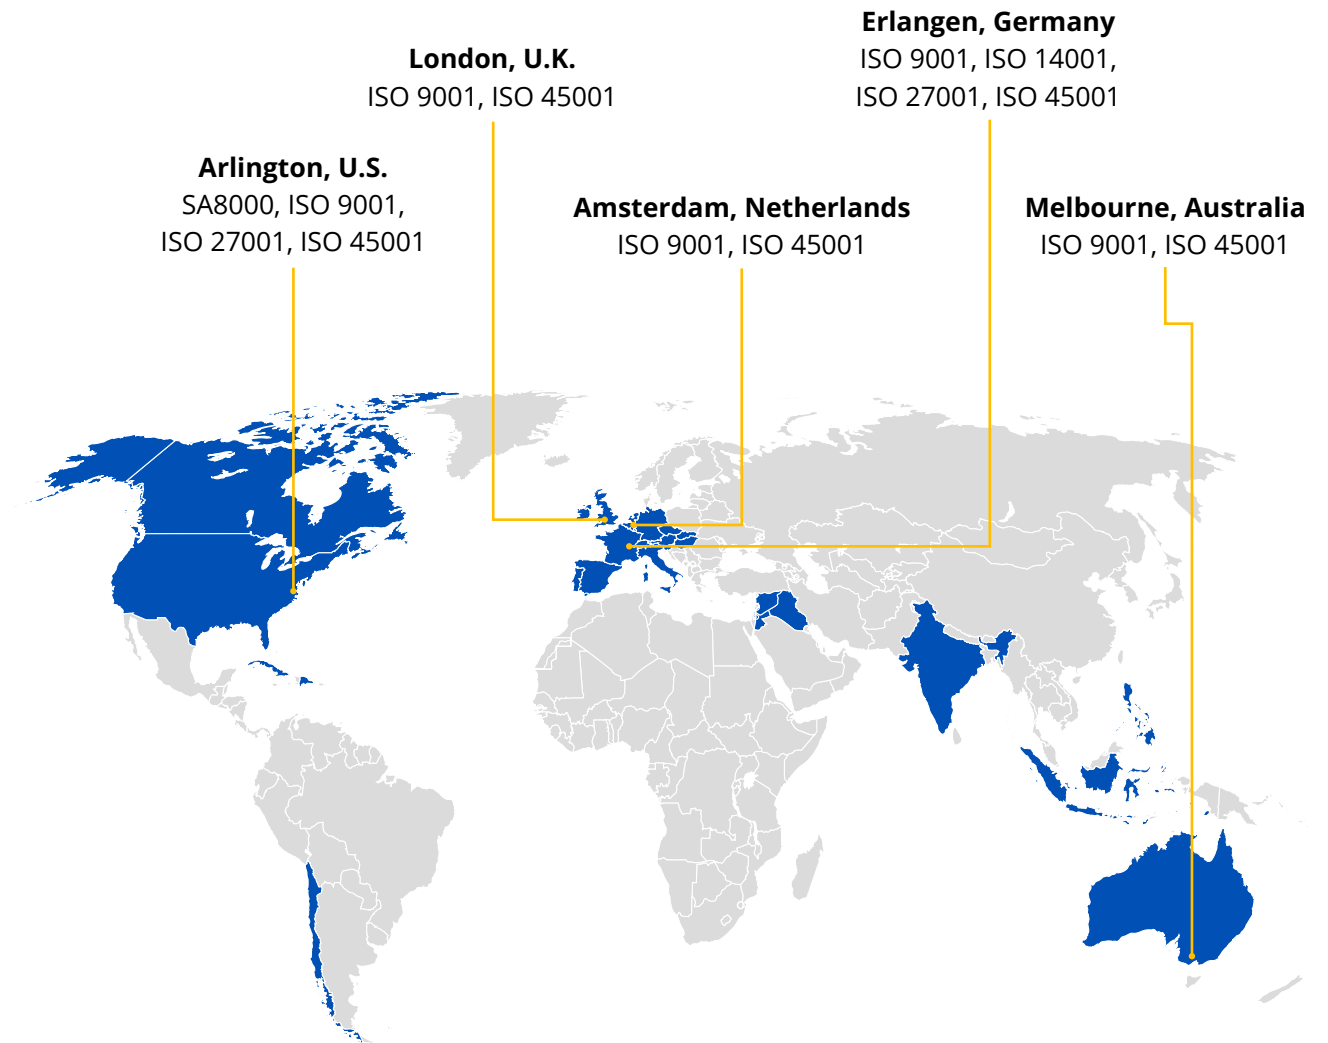 Erlangen, Germany
ISO 9001, ISO 14001,
ISO 27001, ISO 45001
London, U.K.
ISO 9001, ISO 45001
Arlington, U.S.
SA8000, ISO 9001,
ISO 27001, ISO 45001
Amsterdam, Netherlands
ISO 9001, ISO 45001
Melbourne, Australia
ISO 9001, ISO 45001